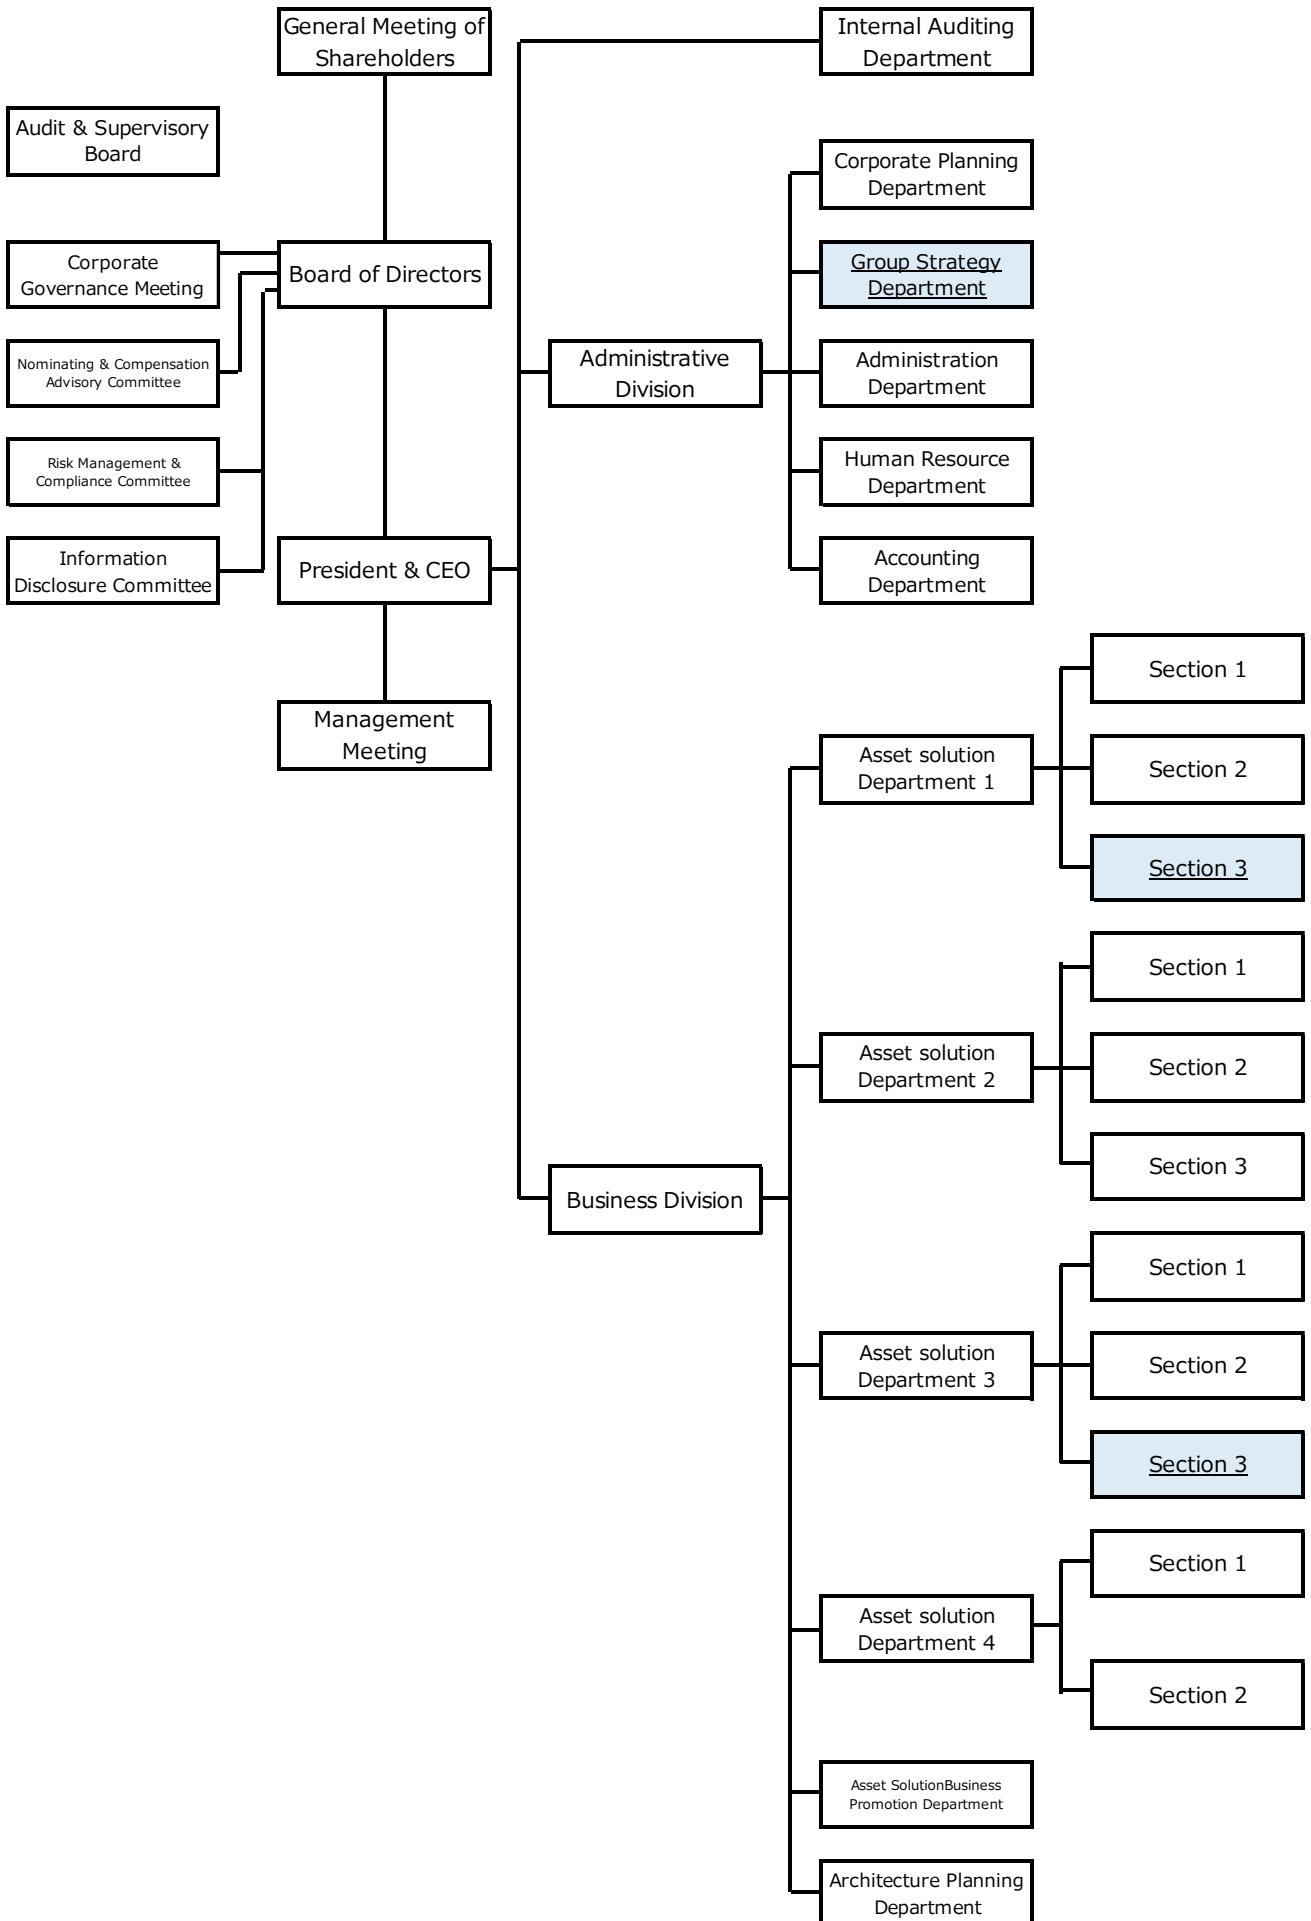 General Meeting of
Shareholders
Internal Auditing
Department
Audit & Supervisory
Board
Corporate Planning
Department
Corporate
Governance Meeting
Board of Directors
Group Strategy
Department
Nominating & Compensation
Advisory Committee
Administrative
Division
Administration
Department
Risk Management &
Compliance Committee
Human Resource
Department
Information
Disclosure Committee
President & CEO
Accounting
Department
Management
Meeting
Section 1
Asset solution
Department 1
Section 2
Section 3
Section 1
Asset solution
Department 2
Section 2
Section 3
Business Division
Section 1
Asset solution
Department 3
Section 2
Section 3
Section 1
Asset solution
Department 4
Section 2
Asset SolutionBusiness
Promotion Department
Architecture Planning
Department